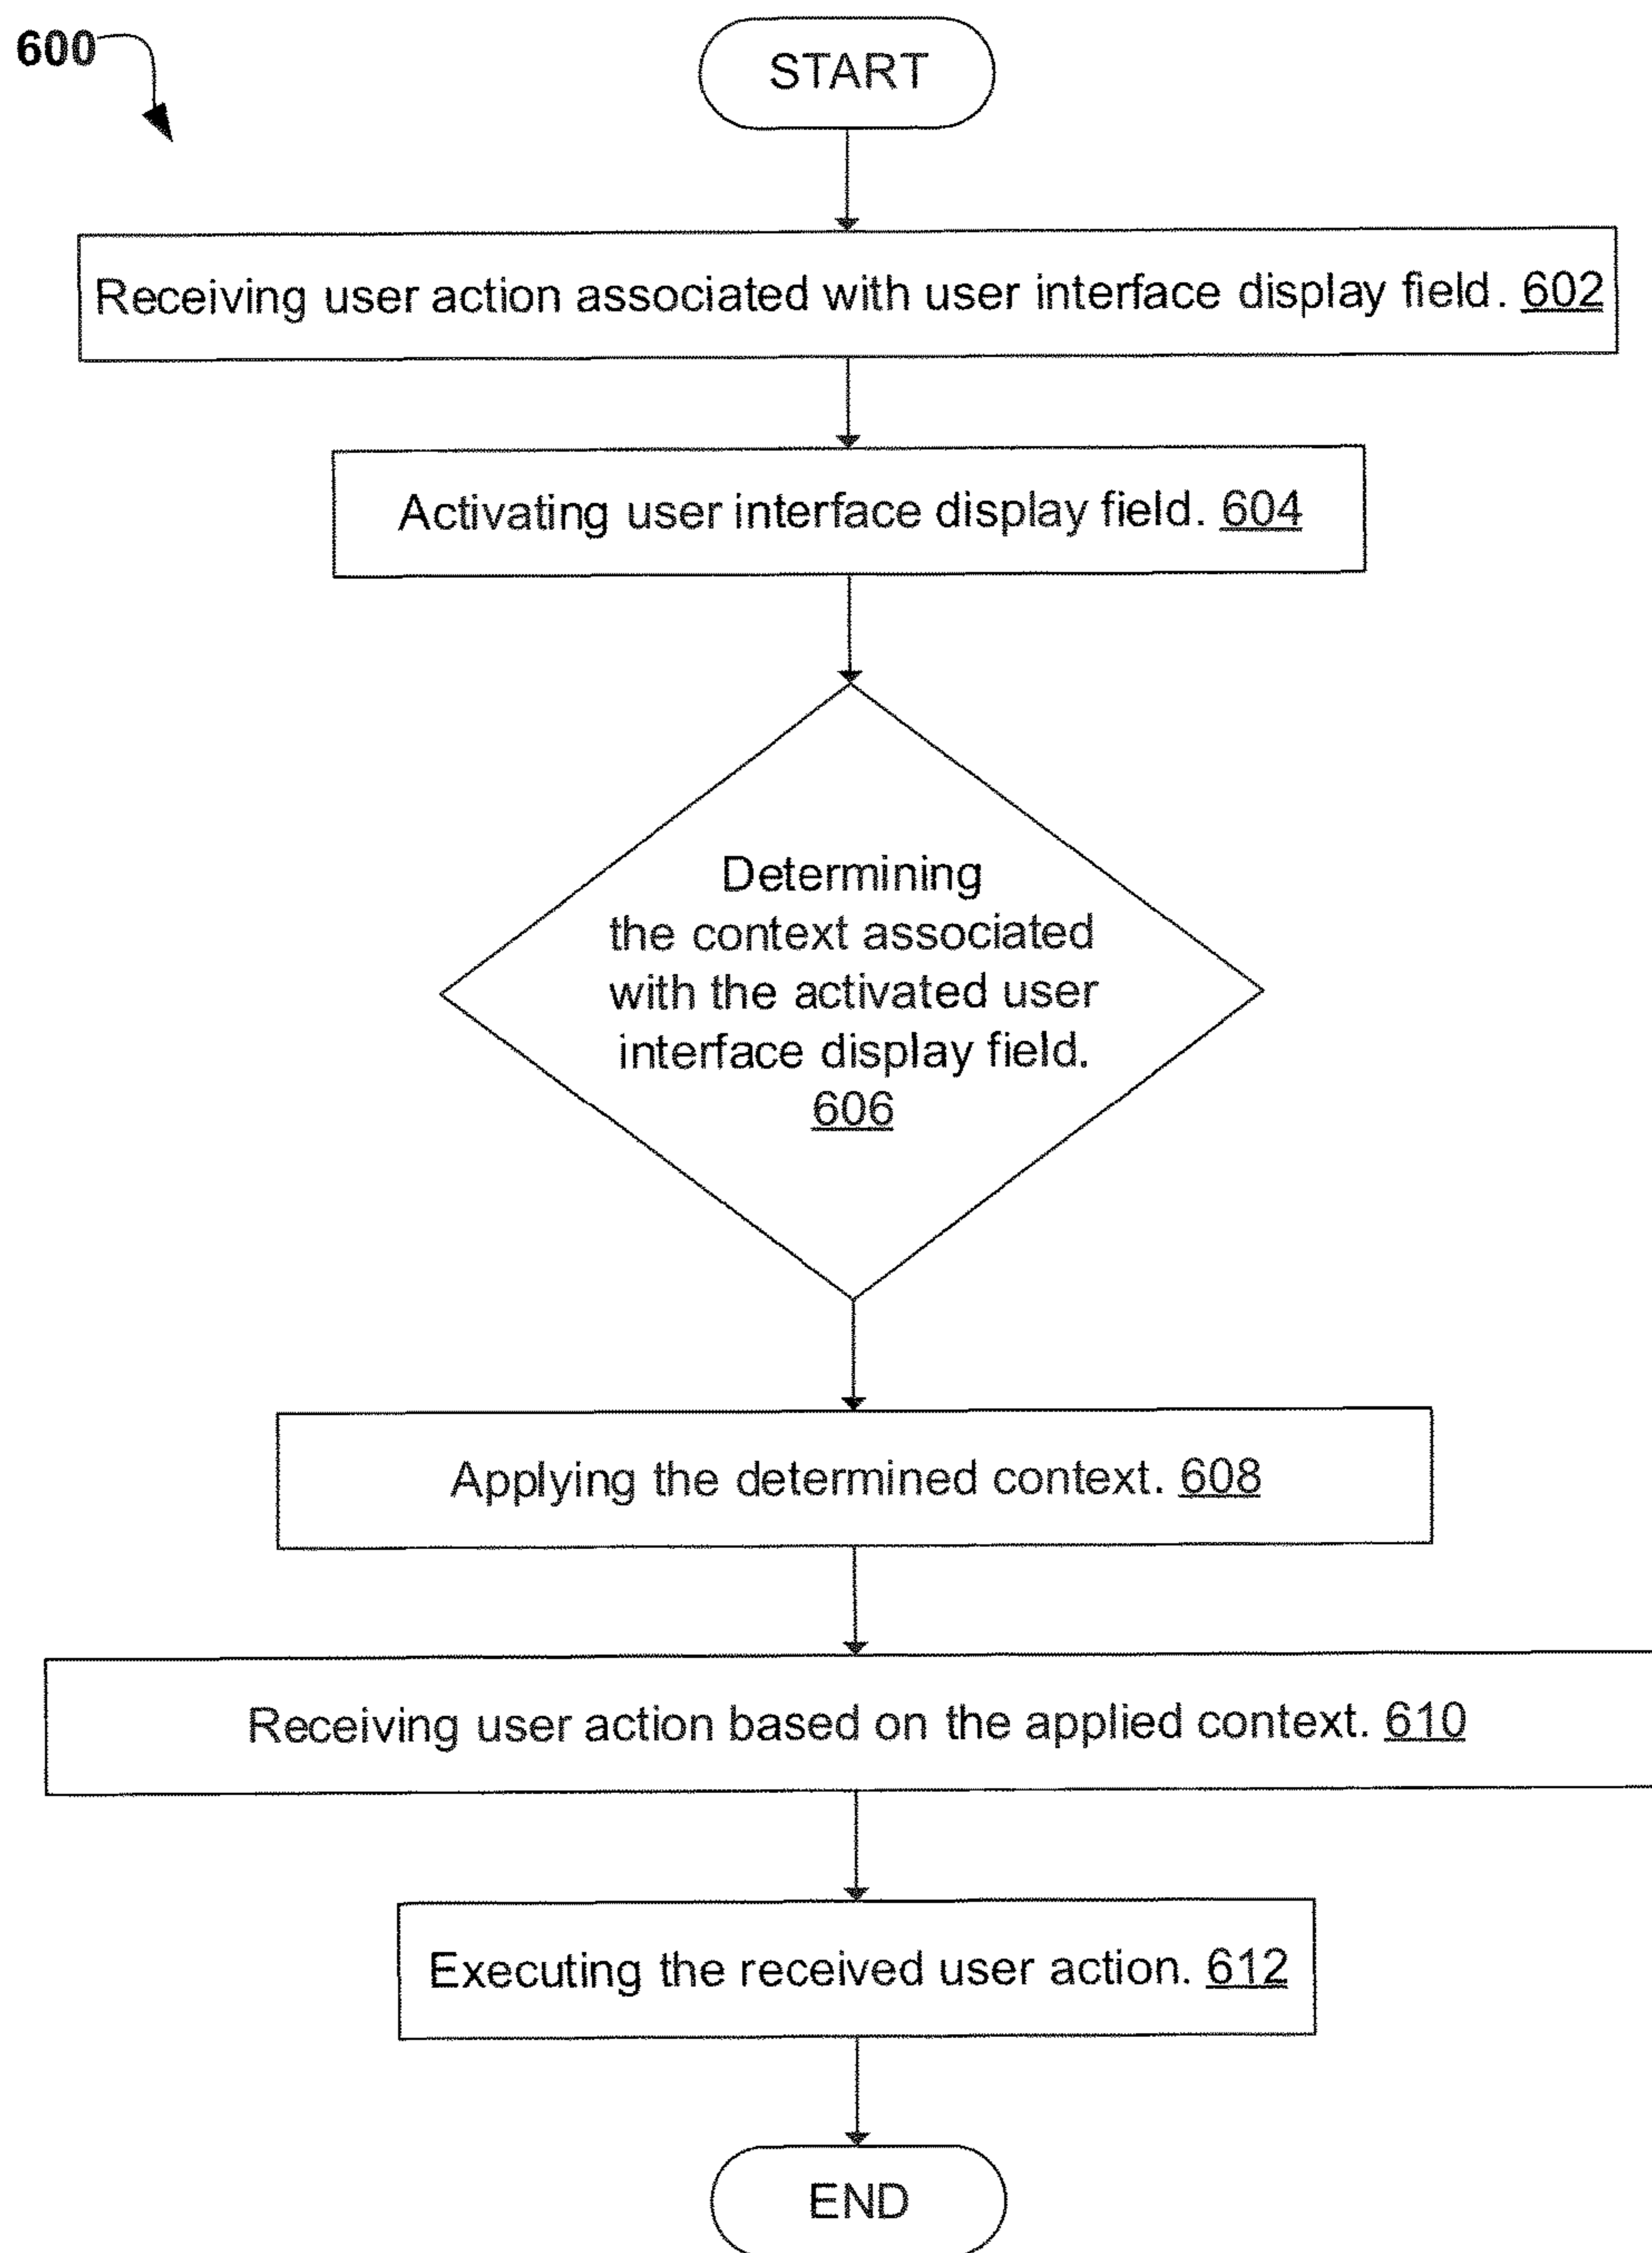 600
START
Receiving user action associated with user interface display field. 602
Activating user interface display field. 604
Determining
the context associated
with the activated user
interface display field.
606
Applying the determined context. 608
Receiving user action based on the applied context. 610
Executing the received user action. 612
END